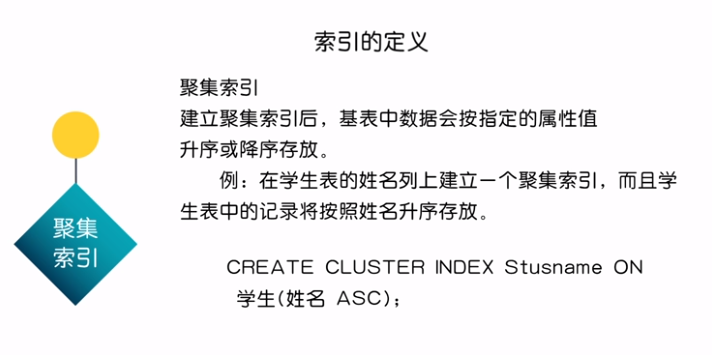 索引的定义
聚集索引
建立聚集索引后，基表中数据会按指定的属性值
升序或降序存放。
例：在学生表的姓名列上建立一个聚集索引，而且学
生表中的记录将按照姓名升序存放。
聚集
索引
CREATE CLUSTER INDEX Stusname ON
学生(姓名 ASC)；